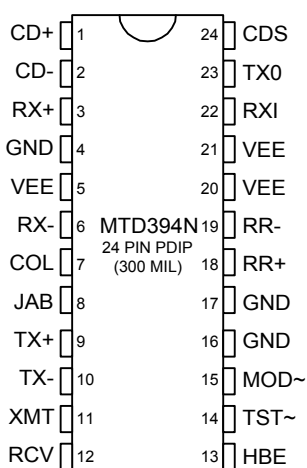 CD+ 1 24 CDS
CD- 2 23 TX0
RX+ 3 22 RXI
GND 4 21 VEE
VEE 5 20 VEE
RX- 6 MTD394N 19 RR-
24 PIN PDIP
COL 7 (300 MIL) 18 RR+
JAB 8 17 GND
TX+ 9 16 GND
TX- 10 15 MOD~
XMT 11 14 TST~
RCV 12 13 HBE